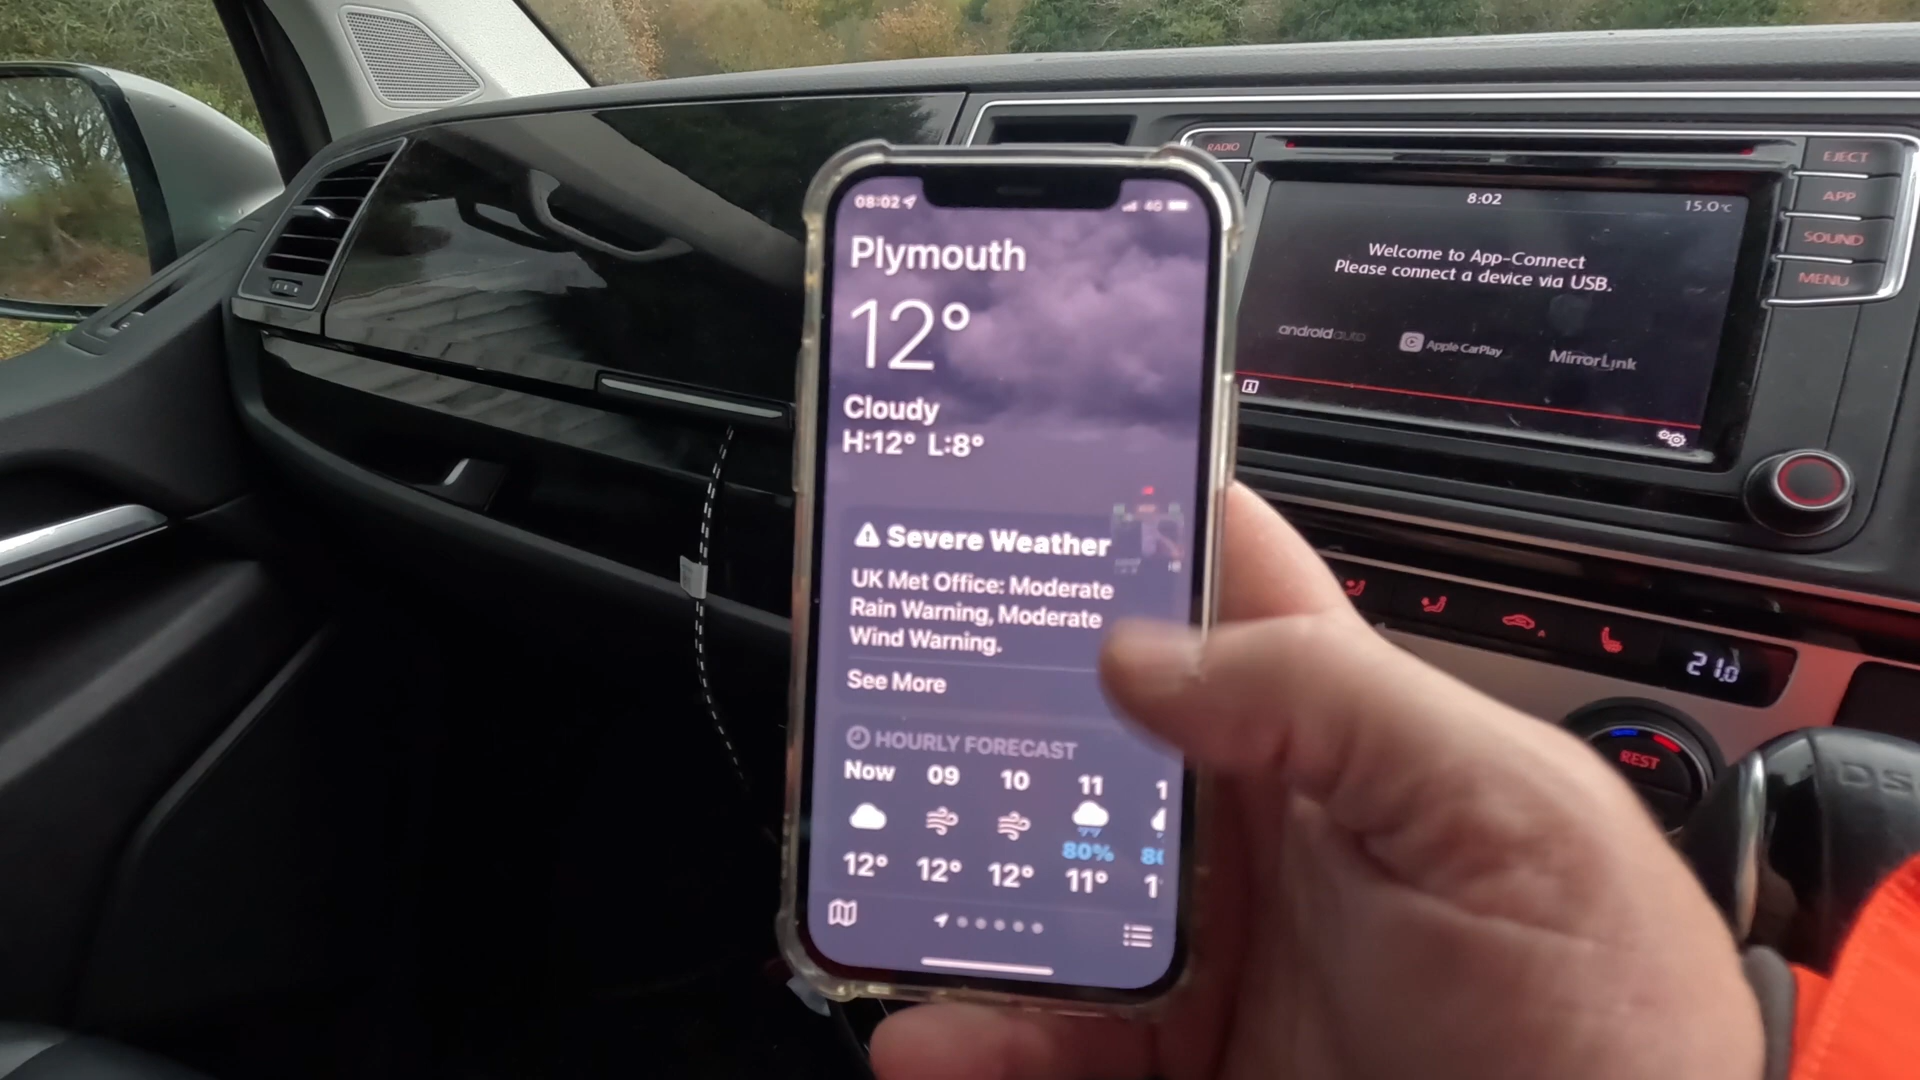 08:02
4G
Plymouth
12°
Cloudy
H:12° L:8°
Severe Weather
UK Met Office: Moderate
Rain Warning, Moderate
Wind Warning.
See More
HOURLY FORECAST
Now 09 10 11
80%
12° 12° 12° 11°
RADIO
8:02
15.0°C
Welcome to App-Connect
Please connect a device via USB.
androidauto
Apple CarPlay
MirrorLink
EJECT
APP
SOUND
MENU
21.0
REST
DS